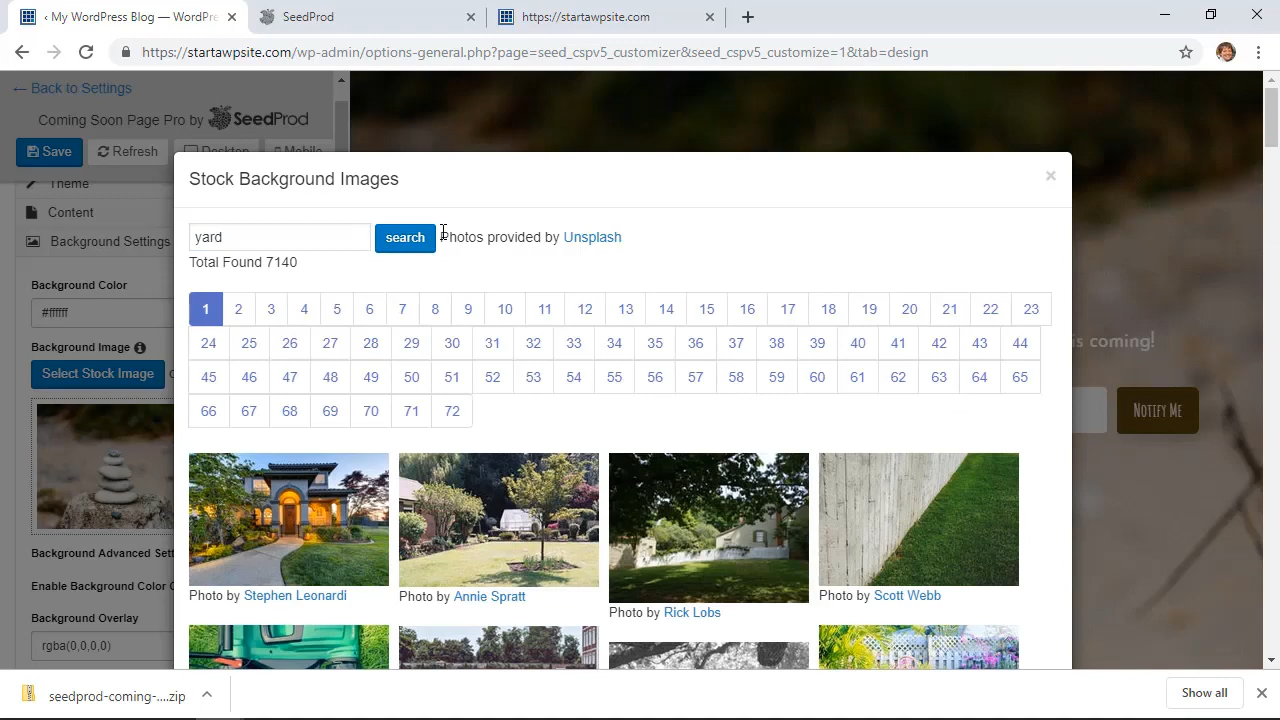 ‹ My WordPress Blog — WordPre
SeedProd
https://startawpsite.com
https://startawpsite.com/wp-admin/options-general.php?page=seed_cspv5_customizer&seed_cspv5_customize=1&tab=design
← Back to Settings
Coming Soon Page Pro by SeedProd
Save Refresh Desktop Mobile
Theme
Content
Background Settings
Background Color
#ffffff
Background Image
Select Stock Image
Background Advanced Sett
Enable Background Color O
Background Overlay
rgba(0,0,0,0)
Stock Background Images
×
yard search Photos provided by Unsplash
Total Found 7140
1 2 3 4 5 6 7 8 9 10 11 12 13 14 15 16 17 18 19 20 21 22 23
24 25 26 27 28 29 30 31 32 33 34 35 36 37 38 39 40 41 42 43 44
45 46 47 48 49 50 51 52 53 54 55 56 57 58 59 60 61 62 63 64 65
66 67 68 69 70 71 72
Photo by Stephen Leonardi
Photo by Annie Spratt
Photo by Rick Lobs
Photo by Scott Webb
s coming!
Notify Me
seedprod-coming-....zip
Show all